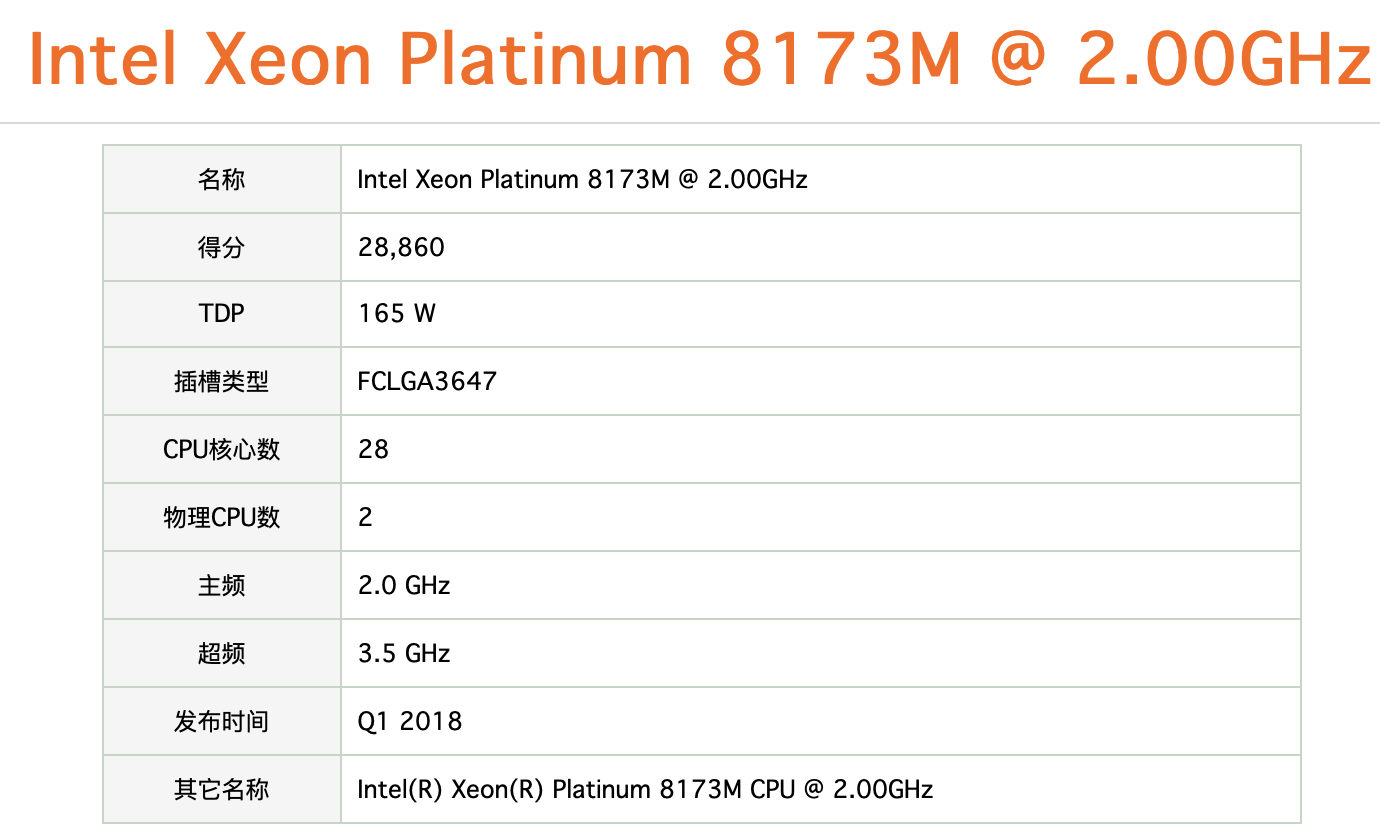 Intel Xeon Platinum 8173M @ 2.00GHz
名称 Intel Xeon Platinum 8173M @ 2.00GHz
得分 28,860
TDP 165 W
插槽类型 FCLGA3647
CPU核心数 28
物理CPU数 2
主频 2.0 GHz
超频 3.5 GHz
发布时间 Q1 2018
其它名称 Intel(R) Xeon(R) Platinum 8173M CPU @ 2.00GHz